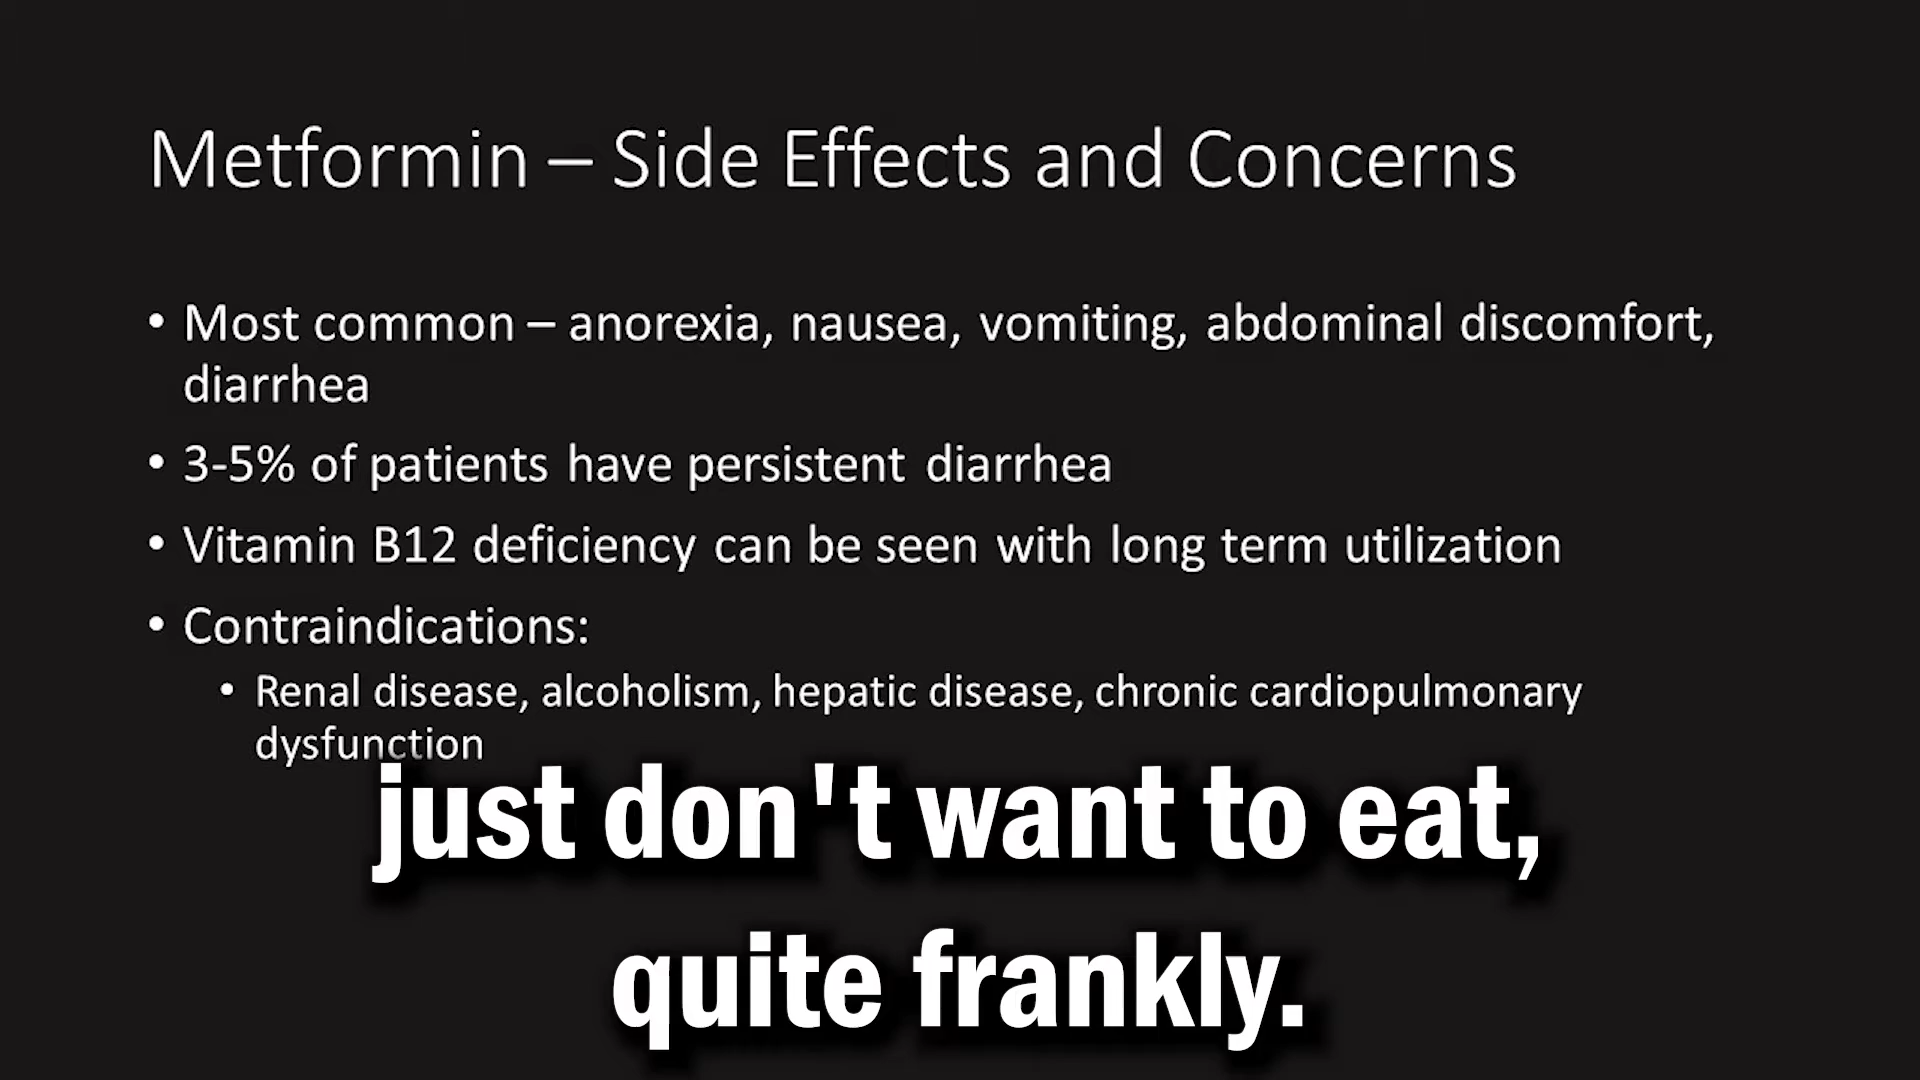 Metformin – Side Effects and Concerns
• Most common – anorexia, nausea, vomiting, abdominal discomfort,
diarrhea
• 3-5% of patients have persistent diarrhea
• Vitamin B12 deficiency can be seen with long term utilization
• Contraindications:
• Renal disease, alcoholism, hepatic disease, chronic cardiopulmonary
dysfunction
just don't want to eat,
quite frankly.